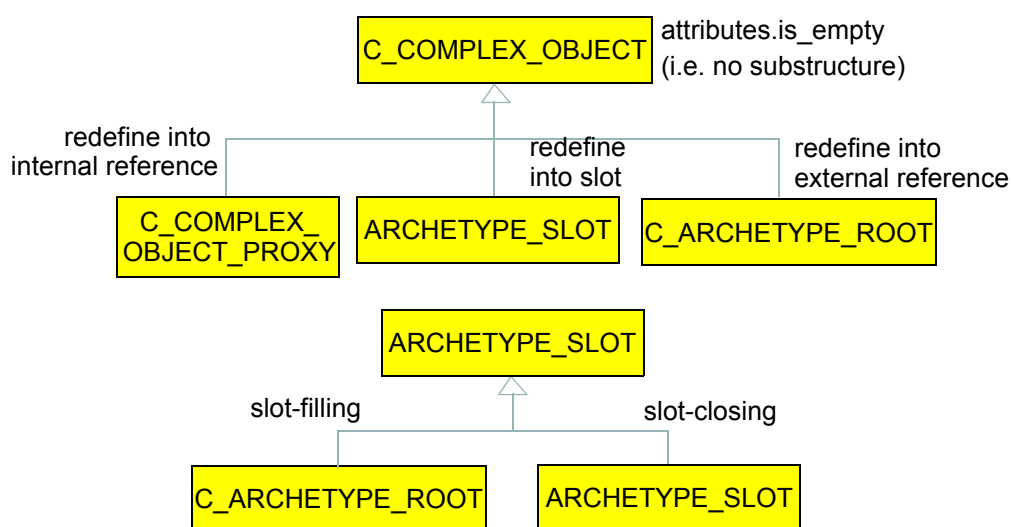 C_COMPLEX_OBJECT
attributes.is_empty
(i.e. no substructure)
redefine into
internal reference
redefine
into slot
redefine into
external reference
C_COMPLEX_
OBJECT_PROXY
ARCHETYPE_SLOT
C_ARCHETYPE_ROOT
ARCHETYPE_SLOT
slot-filling
slot-closing
C_ARCHETYPE_ROOT
ARCHETYPE_SLOT